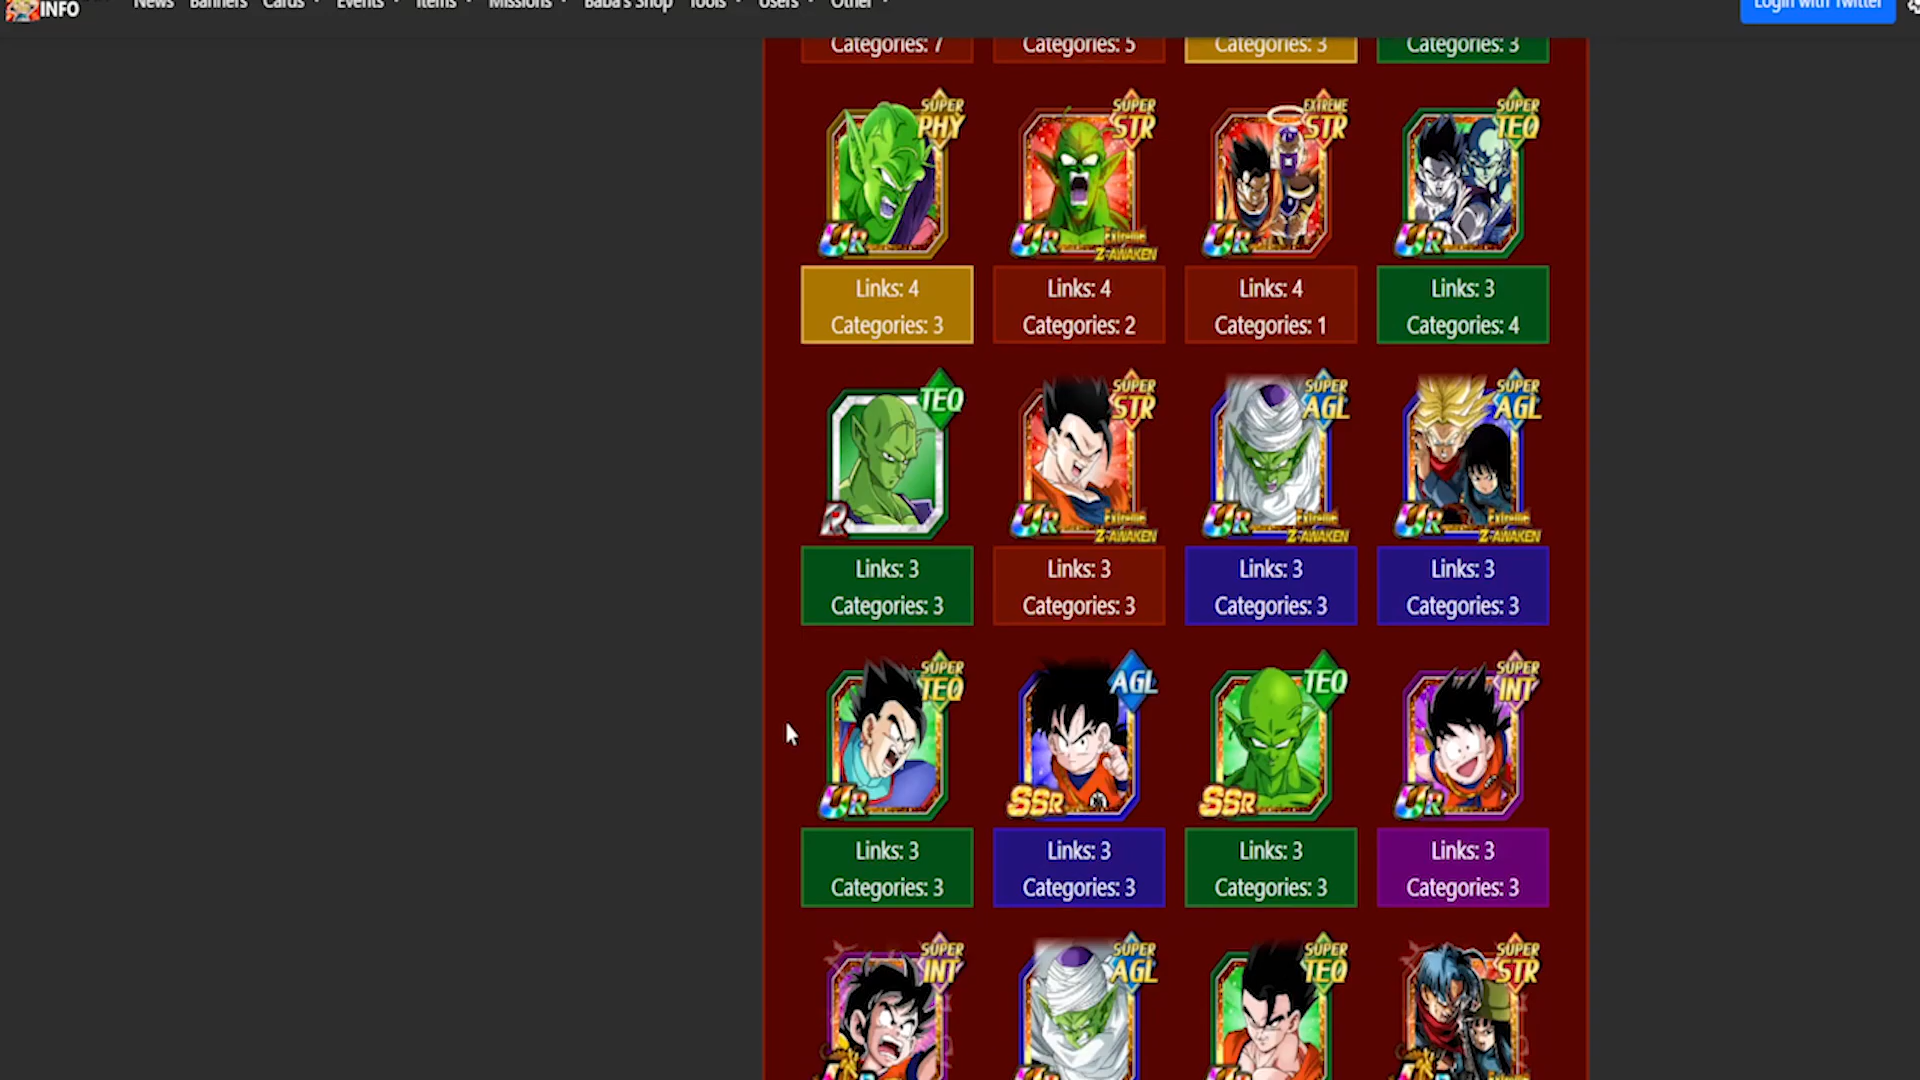 INFO News Banners Cards Events Items Missions Baba's Shop Tools Users Other Login with Twitter
Categories: 7 Categories: 5 Categories: 3 Categories: 3
SUPER PHY SUPER STR EXTREME STR SUPER TEQ
UR UR Extreme Z-AWAKEN UR UR
Links: 4 Links: 4 Links: 4 Links: 3
Categories: 3 Categories: 2 Categories: 1 Categories: 4
TEQ SUPER STR SUPER AGL SUPER AGL
R UR Extreme Z-AWAKEN UR Extreme Z-AWAKEN UR Extreme Z-AWAKEN
Links: 3 Links: 3 Links: 3 Links: 3
Categories: 3 Categories: 3 Categories: 3 Categories: 3
SUPER TEQ AGL TEQ SUPER INT
UR SSR SSR UR
Links: 3 Links: 3 Links: 3 Links: 3
Categories: 3 Categories: 3 Categories: 3 Categories: 3
SUPER INT SUPER AGL SUPER TEQ SUPER STR